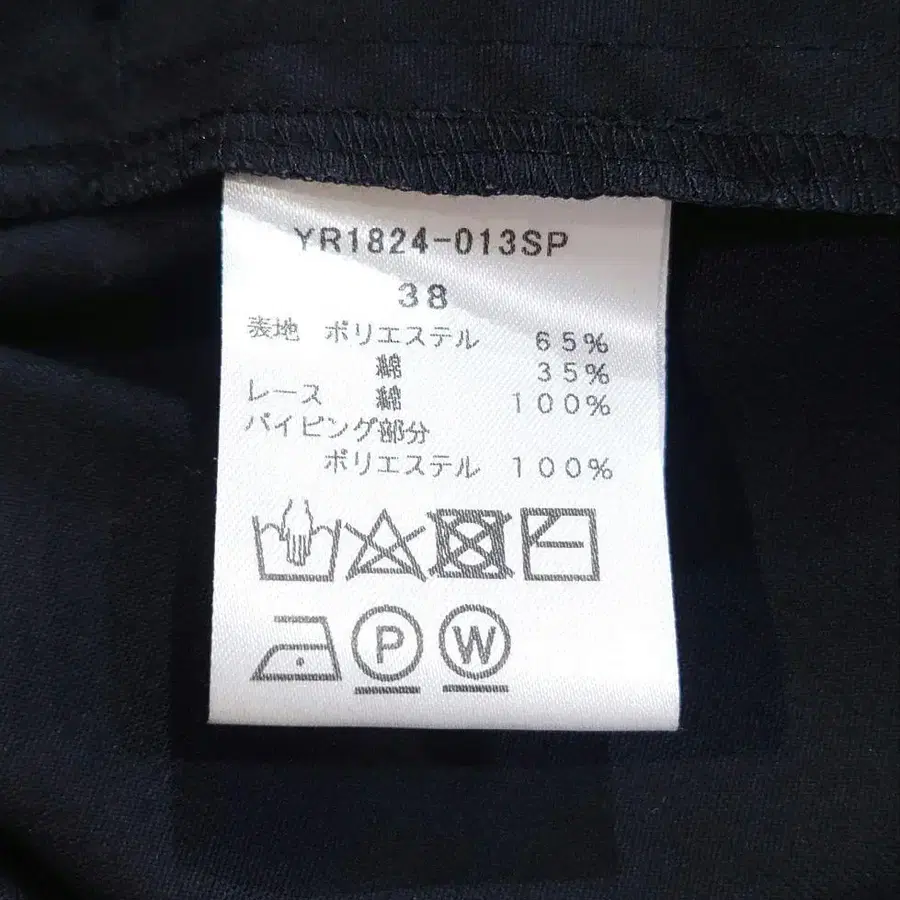 YR1824-013SP
38
表地 ポリエステル 65%
綿 35%
レース 綿 100%
パイピング部分
ポリエステル 100%
P W